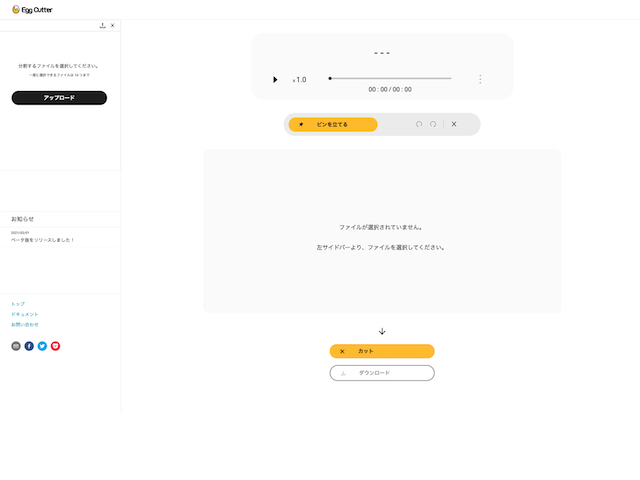 Egg Cutter
分割するファイルを選択してください。
一度に選択できるファイルは 16 つまで
アップロード
お知らせ
2021/02/01
ベータ版をリリースしました！
トップ
ドキュメント
お問い合わせ
---
x 1.0
00 : 00 / 00 : 00
ピンを立てる
ファイルが選択されていません。
左サイドバーより、ファイルを選択してください。
カット
ダウンロード